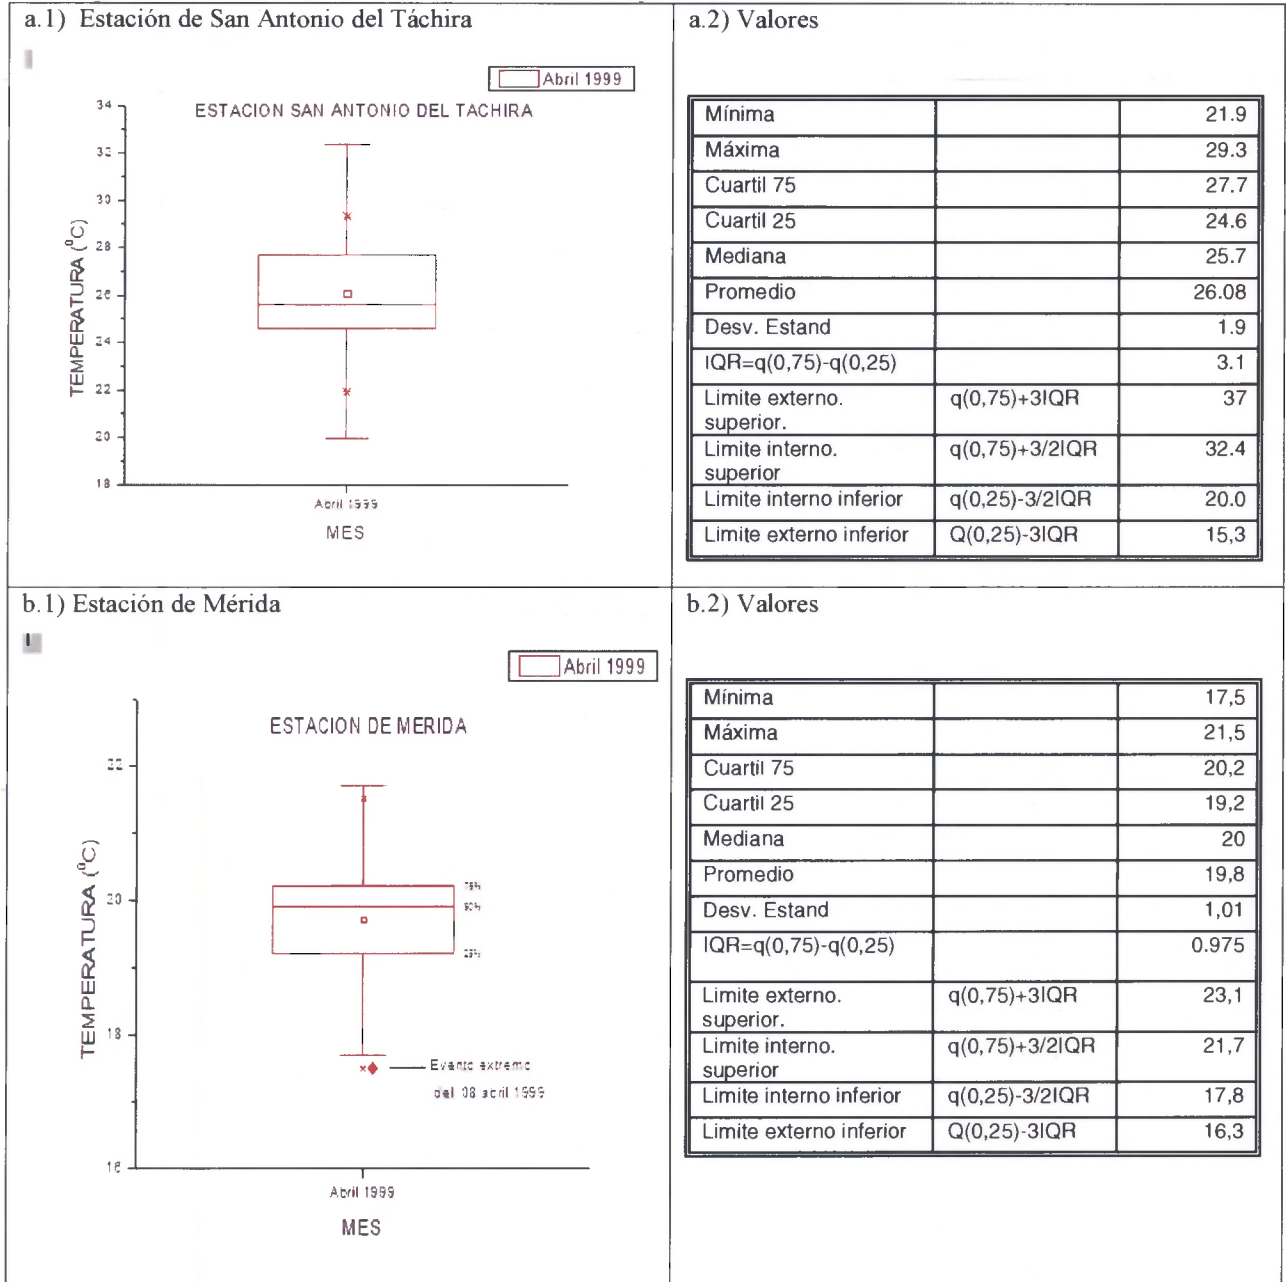 a.1) Estación de San Antonio del Táchira
Abril 1999
ESTACION SAN ANTONIO DEL TACHIRA
34
32
30
28
26
24
22
20
18
TEMPERATURA (⁰C)
Abril 1999
MES
a.2) Valores
Mínima 21.9
Máxima 29.3
Cuartil 75 27.7
Cuartil 25 24.6
Mediana 25.7
Promedio 26.08
Desv. Estand 1.9
IQR=q(0,75)-q(0,25) 3.1
Limite externo. q(0,75)+3IQR 37
superior.
Limite interno. q(0,75)+3/2IQR 32.4
superior
Limite interno inferior q(0,25)-3/2IQR 20.0
Limite externo inferior Q(0,25)-3IQR 15,3
b.1) Estación de Mérida
Abril 1999
ESTACION DE MERIDA
22
20
18
16
TEMPERATURA (⁰C)
75%
50%
25%
Evento extremo
del 08 abril 1999
Abril 1999
MES
b.2) Valores
Mínima 17,5
Máxima 21,5
Cuartil 75 20,2
Cuartil 25 19,2
Mediana 20
Promedio 19,8
Desv. Estand 1,01
IQR=q(0,75)-q(0,25) 0.975
Limite externo. q(0,75)+3IQR 23,1
superior.
Limite interno. q(0,75)+3/2IQR 21,7
superior
Limite interno inferior q(0,25)-3/2IQR 17,8
Limite externo inferior Q(0,25)-3IQR 16,3